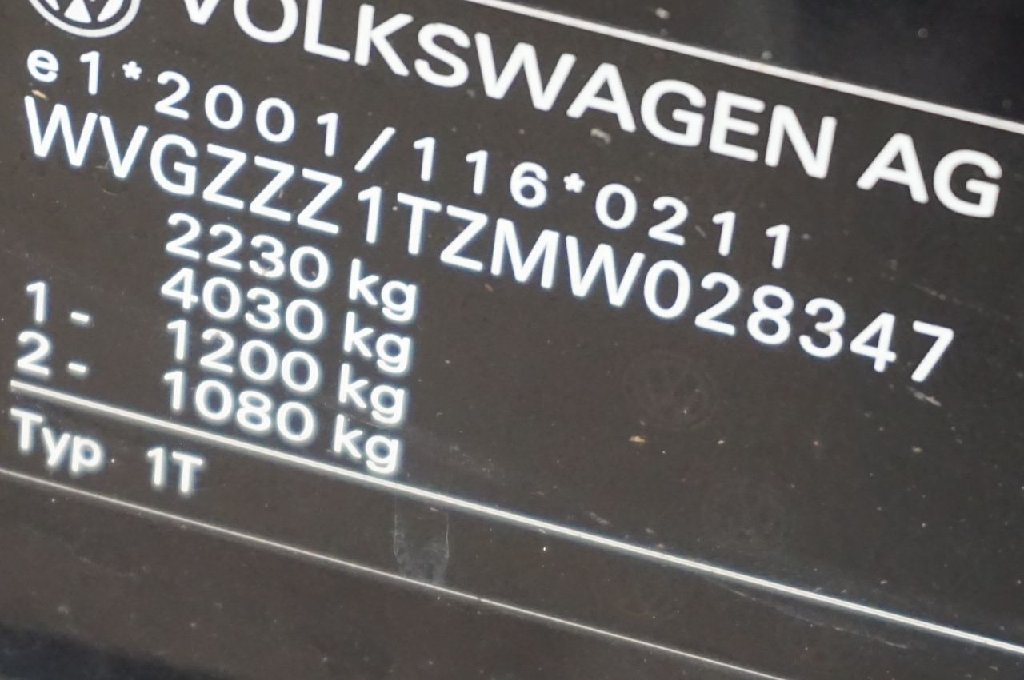 VOLKSWAGEN AG
e1*2001/116*0211
WVGZZZ1TZMW028347
2230 kg
4030 kg
1 - 1200 kg
2 - 1080 kg
Typ 1T